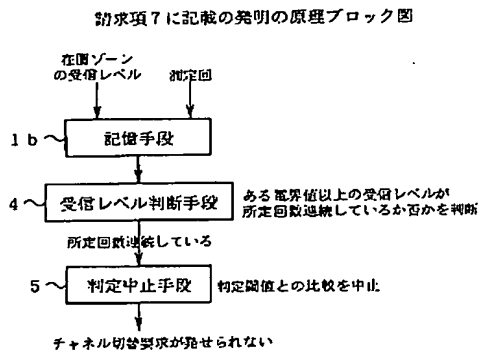 請求項7に記載の発明の原理ブロック図
在圏ゾーン
の受信レベル
測定回
1b
記憶手段
4
受信レベル判断手段
ある電界値以上の受信レベルが
所定回数連続しているか否かを判断
所定回数連続している
5
判定中止手段
判定閾値との比較を中止
チャネル切替要求が発せられない